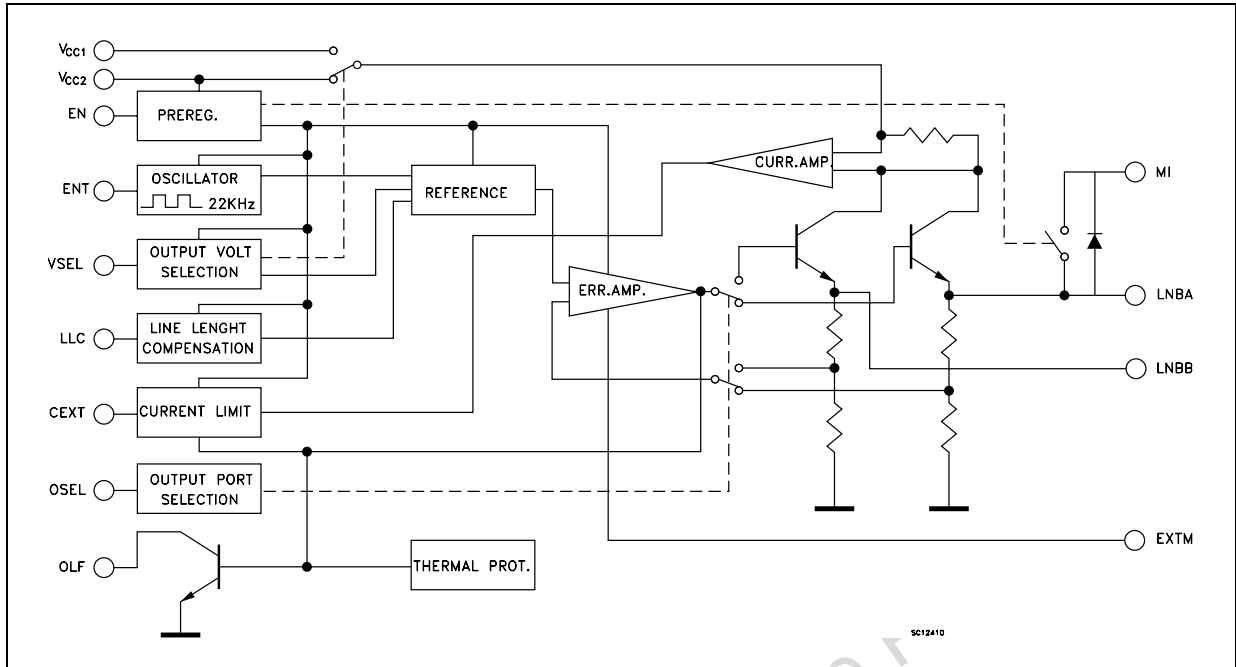 VCC1
VCC2
EN
PREREG.
ENT
OSCILLATOR
22KHz
REFERENCE
CURR.AMP.
MI
VSEL
OUTPUT VOLT
SELECTION
ERR.AMP.
LNBA
LLC
LINE LENGHT
COMPENSATION
LNBB
CEXT
CURRENT LIMIT
OSEL
OUTPUT PORT
SELECTION
EXTM
OLF
THERMAL PROT.
SC12410